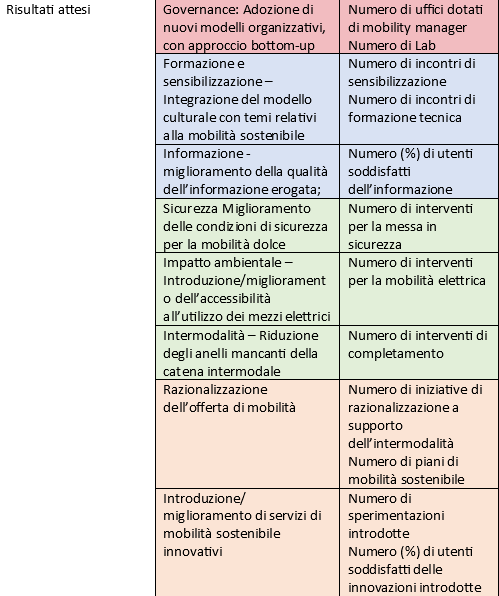 Risultati attesi
Governance: Adozione di
nuovi modelli organizzativi,
con approccio bottom-up
Numero di uffici dotati
di mobility manager
Numero di Lab
Formazione e
sensibilizzazione –
Integrazione del modello
culturale con temi relativi
alla mobilità sostenibile
Numero di incontri di
sensibilizzazione
Numero di incontri di
formazione tecnica
Informazione -
miglioramento della qualità
dell'informazione erogata;
Numero (%) di utenti
soddisfatti
dell'informazione
Sicurezza Miglioramento
delle condizioni di sicurezza
per la mobilità dolce
Numero di interventi
per la messa in
sicurezza
Impatto ambientale –
Introduzione/migliorament
o dell'accessibilità
all'utilizzo dei mezzi elettrici
Numero di interventi
per la mobilità elettrica
Intermodalità – Riduzione
degli anelli mancanti della
catena intermodale
Numero di interventi di
completamento
Razionalizzazione
dell'offerta di mobilità
Numero di iniziative di
razionalizzazione a
supporto
dell'intermodalità
Numero di piani di
mobilità sostenibile
Introduzione/
miglioramento di servizi di
mobilità sostenibile
innovativi
Numero di
sperimentazioni
introdotte
Numero (%) di utenti
soddisfatti delle
innovazioni introdotte